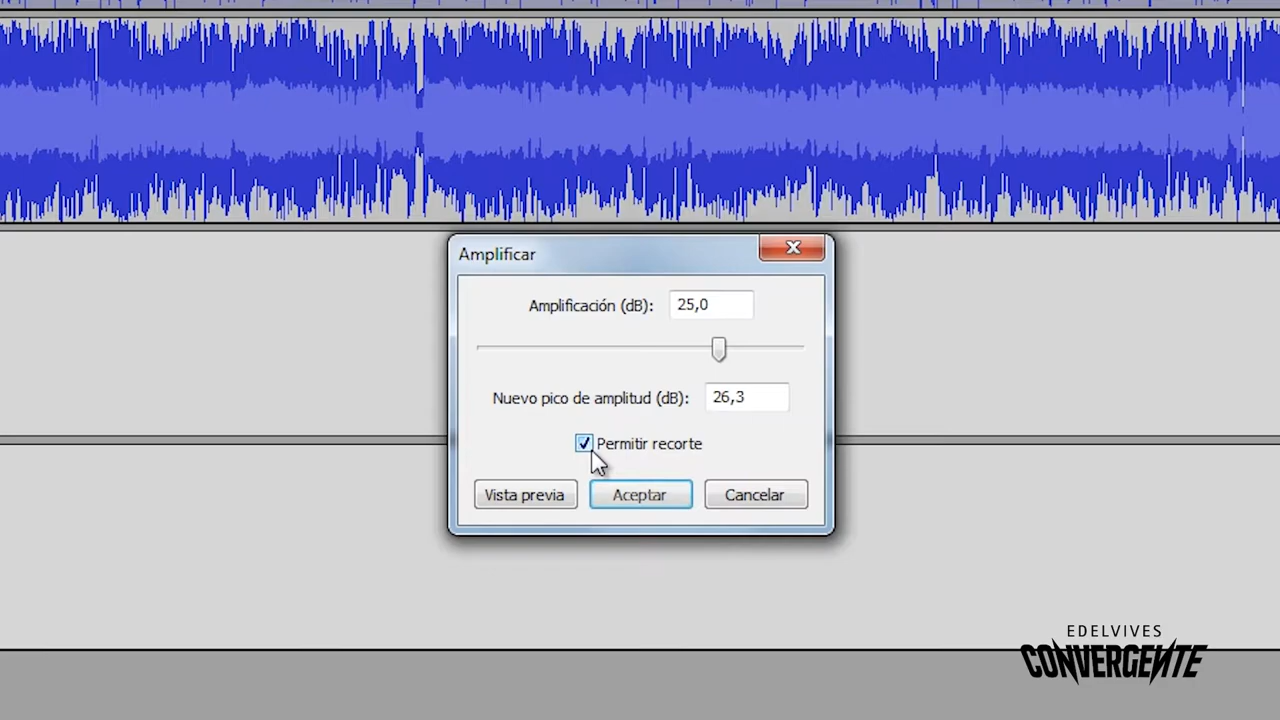 Amplificar
Amplificación (dB): 25,0
Nuevo pico de amplitud (dB): 26,3
Permitir recorte
Vista previa Aceptar Cancelar
EDELVIVES
CONVERGENTE